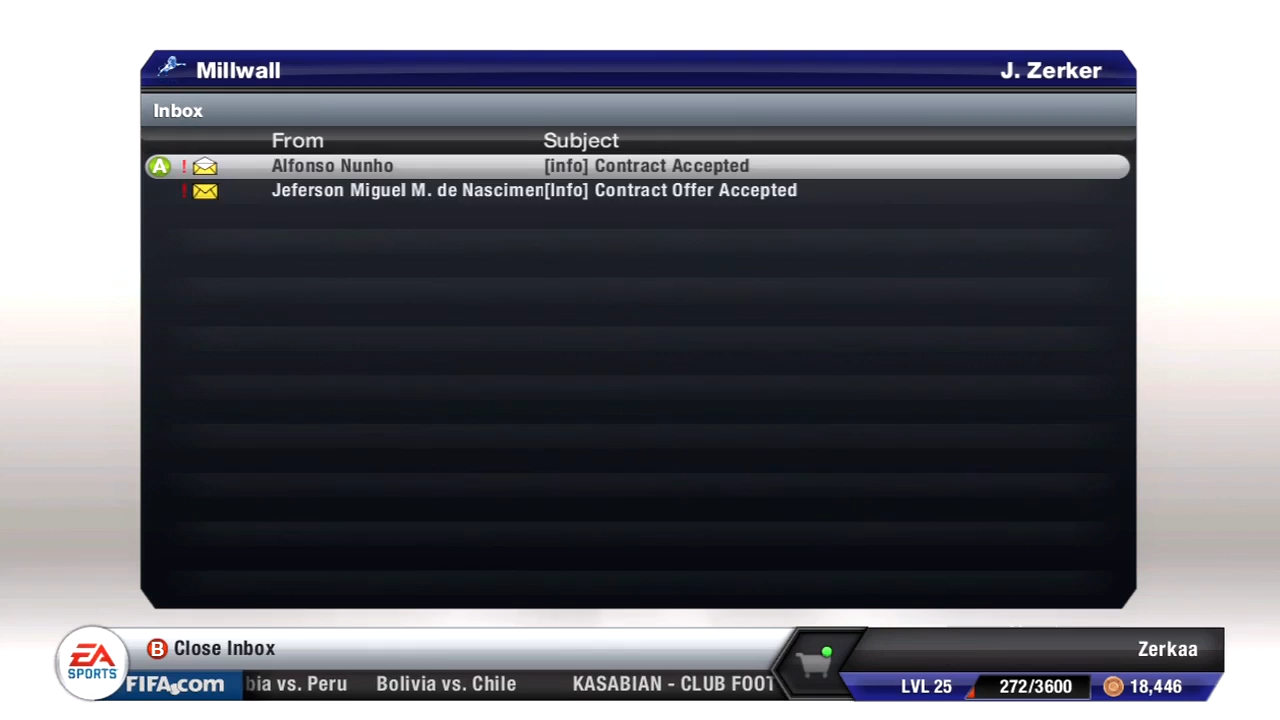 Millwall
J. Zerker
Inbox
From Subject
A ! Alfonso Nunho [info] Contract Accepted
! Jeferson Miguel M. de Nascimen [Info] Contract Offer Accepted
B Close Inbox
Zerkaa
EA SPORTS
FIFA.com bia vs. Peru Bolivia vs. Chile KASABIAN - CLUB FOOT
LVL 25 272/3600 18,446